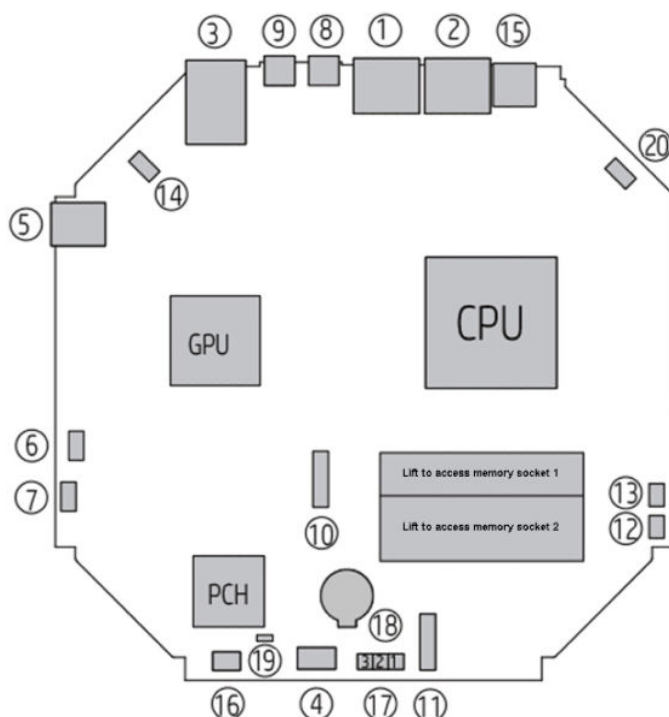 ③ ⑨ ⑧ ① ② ⑮
⑳
⑭
⑤
GPU
CPU
⑥
⑦
⑩
Lift to access memory socket 1
Lift to access memory socket 2
⑬
⑫
PCH
⑱
⑲
3 2 1
⑯ ④ ⑰ ⑪